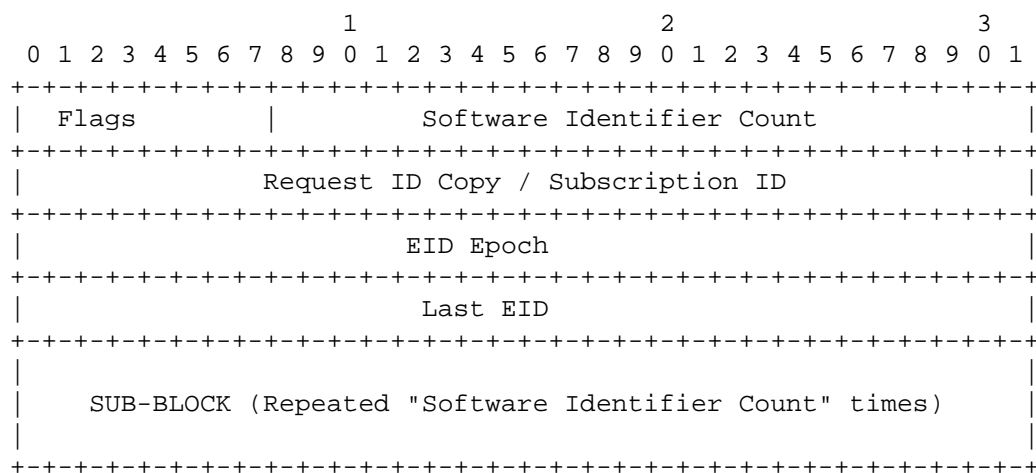 1                   2                   3
 0 1 2 3 4 5 6 7 8 9 0 1 2 3 4 5 6 7 8 9 0 1 2 3 4 5 6 7 8 9 0 1
+-+-+-+-+-+-+-+-+-+-+-+-+-+-+-+-+-+-+-+-+-+-+-+-+-+-+-+-+-+-+-+-+
|  Flags        |         Software Identifier Count             |
+-+-+-+-+-+-+-+-+-+-+-+-+-+-+-+-+-+-+-+-+-+-+-+-+-+-+-+-+-+-+-+-+
|               Request ID Copy / Subscription ID               |
+-+-+-+-+-+-+-+-+-+-+-+-+-+-+-+-+-+-+-+-+-+-+-+-+-+-+-+-+-+-+-+-+
|                        EID Epoch                              |
+-+-+-+-+-+-+-+-+-+-+-+-+-+-+-+-+-+-+-+-+-+-+-+-+-+-+-+-+-+-+-+-+
|                         Last EID                              |
+-+-+-+-+-+-+-+-+-+-+-+-+-+-+-+-+-+-+-+-+-+-+-+-+-+-+-+-+-+-+-+-+
|                                                               |
|    SUB-BLOCK (Repeated "Software Identifier Count" times)     |
|                                                               |
+-+-+-+-+-+-+-+-+-+-+-+-+-+-+-+-+-+-+-+-+-+-+-+-+-+-+-+-+-+-+-+-+